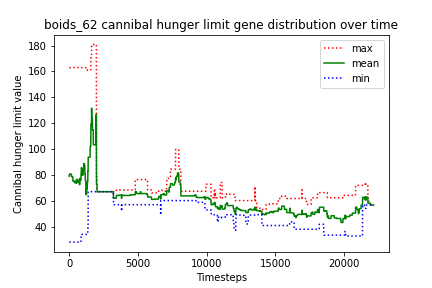 boids_62 cannibal hunger limit gene distribution over time
Cannibal hunger limit value
180
160
140
120
100
80
60
40
max
mean
min
0 5000 10000 15000 20000
Timesteps